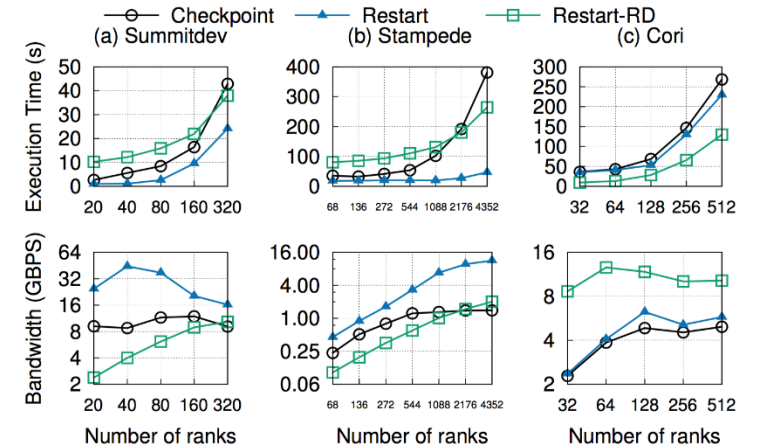 Checkpoint Restart Restart-RD
(a) Summitdev (b) Stampede (c) Cori
Execution Time (s)
50 40 30 20 10 0
20 40 80 160 320
400 300 200 100 0
68 136 272 544 1088 2176 4352
300 250 200 150 100 50 0
32 64 128 256 512
Bandwidth (GBPS)
64 32 16 8 4 2
20 40 80 160 320
16.00 4.00 1.00 0.25 0.06
68 136 272 544 1088 2176 4352
16 8 4 2
32 64 128 256 512
Number of ranks Number of ranks Number of ranks